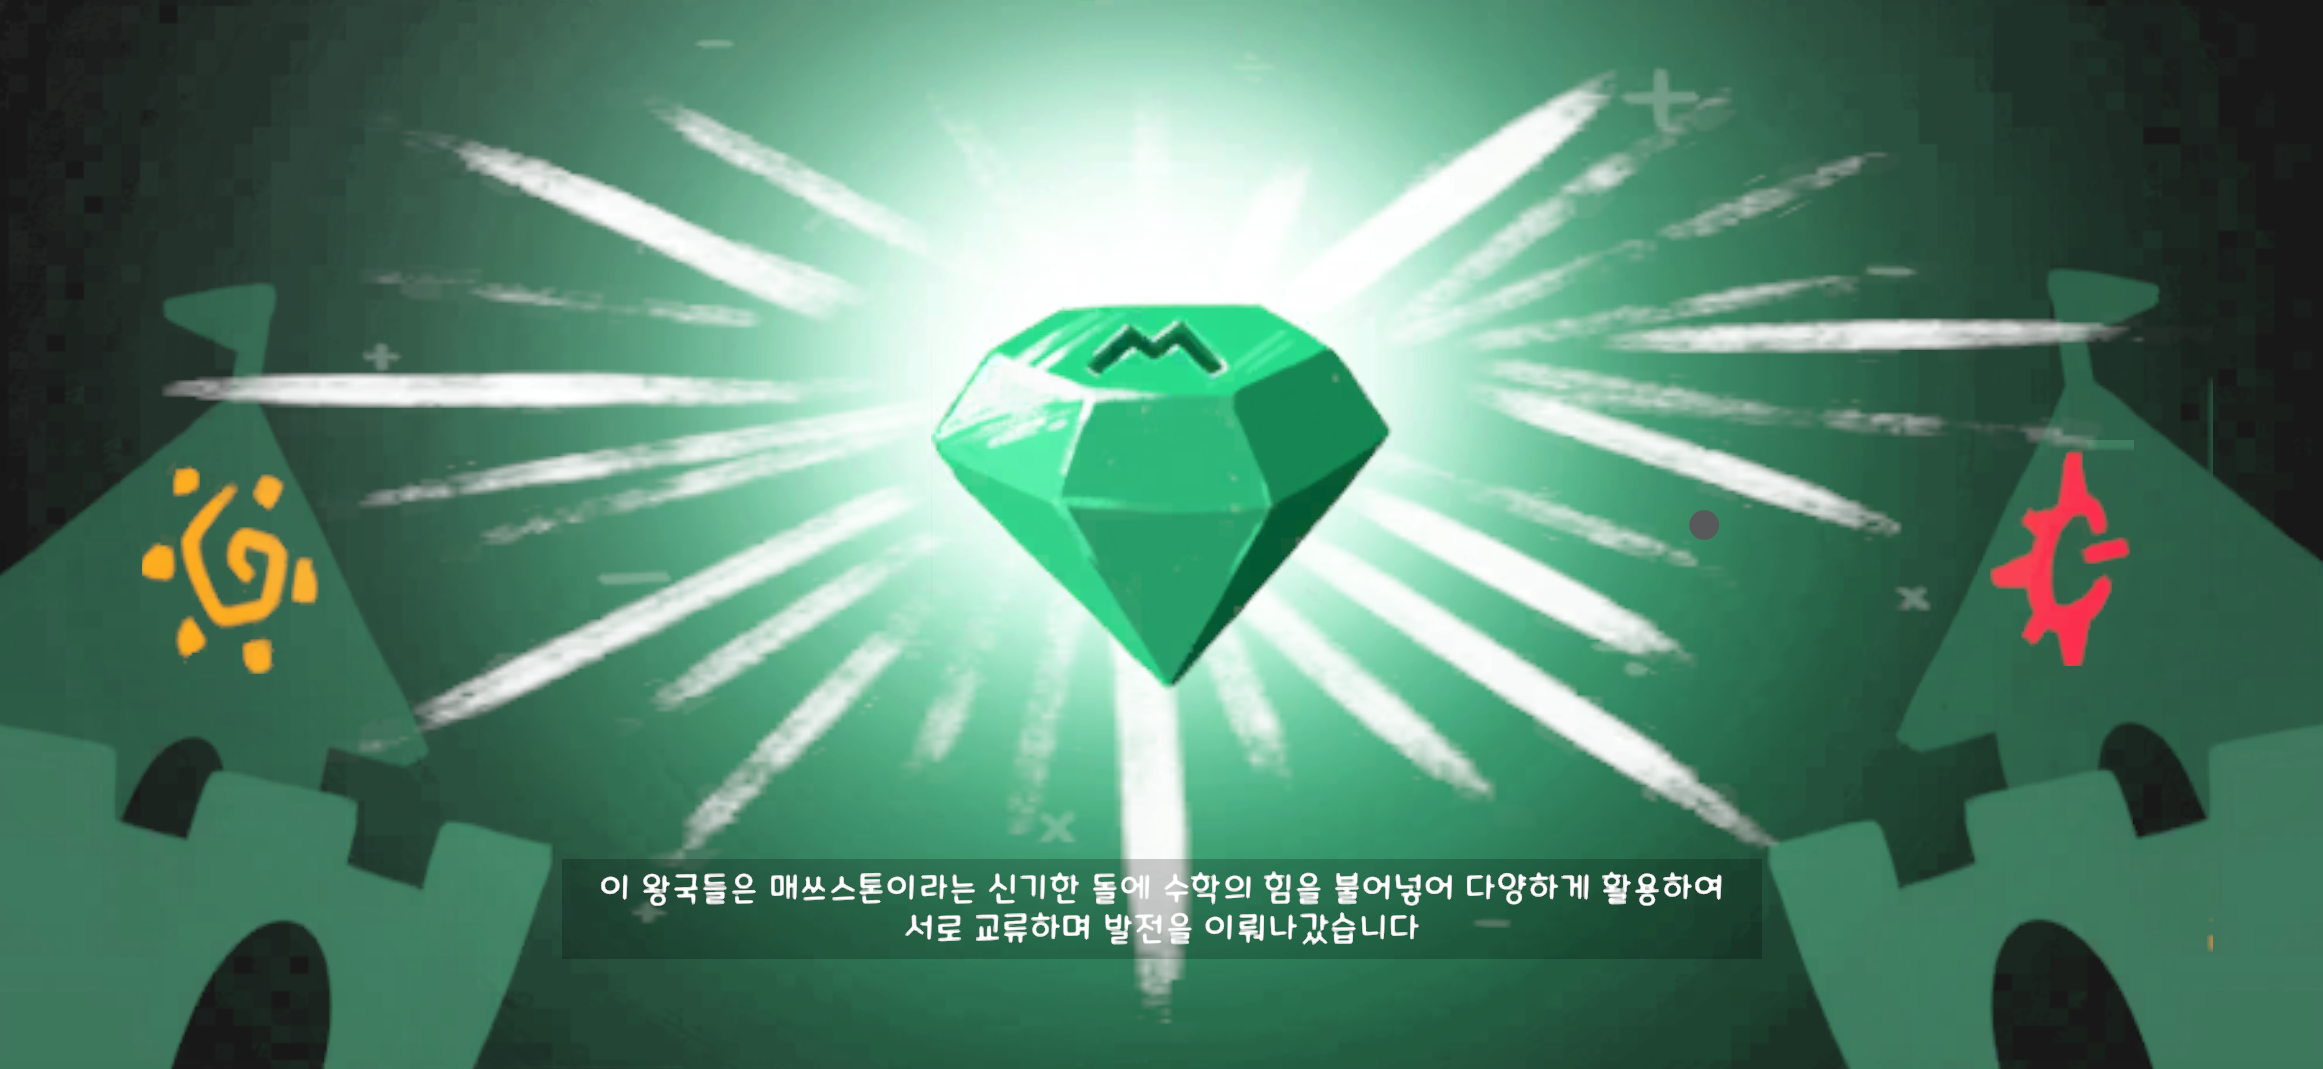 이 왕국들은 매쓰스톤이라는 신기한 돌에 수학의 힘을 불어넣어 다양하게 활용하여
서로 교류하며 발전을 이뤄나갔습니다